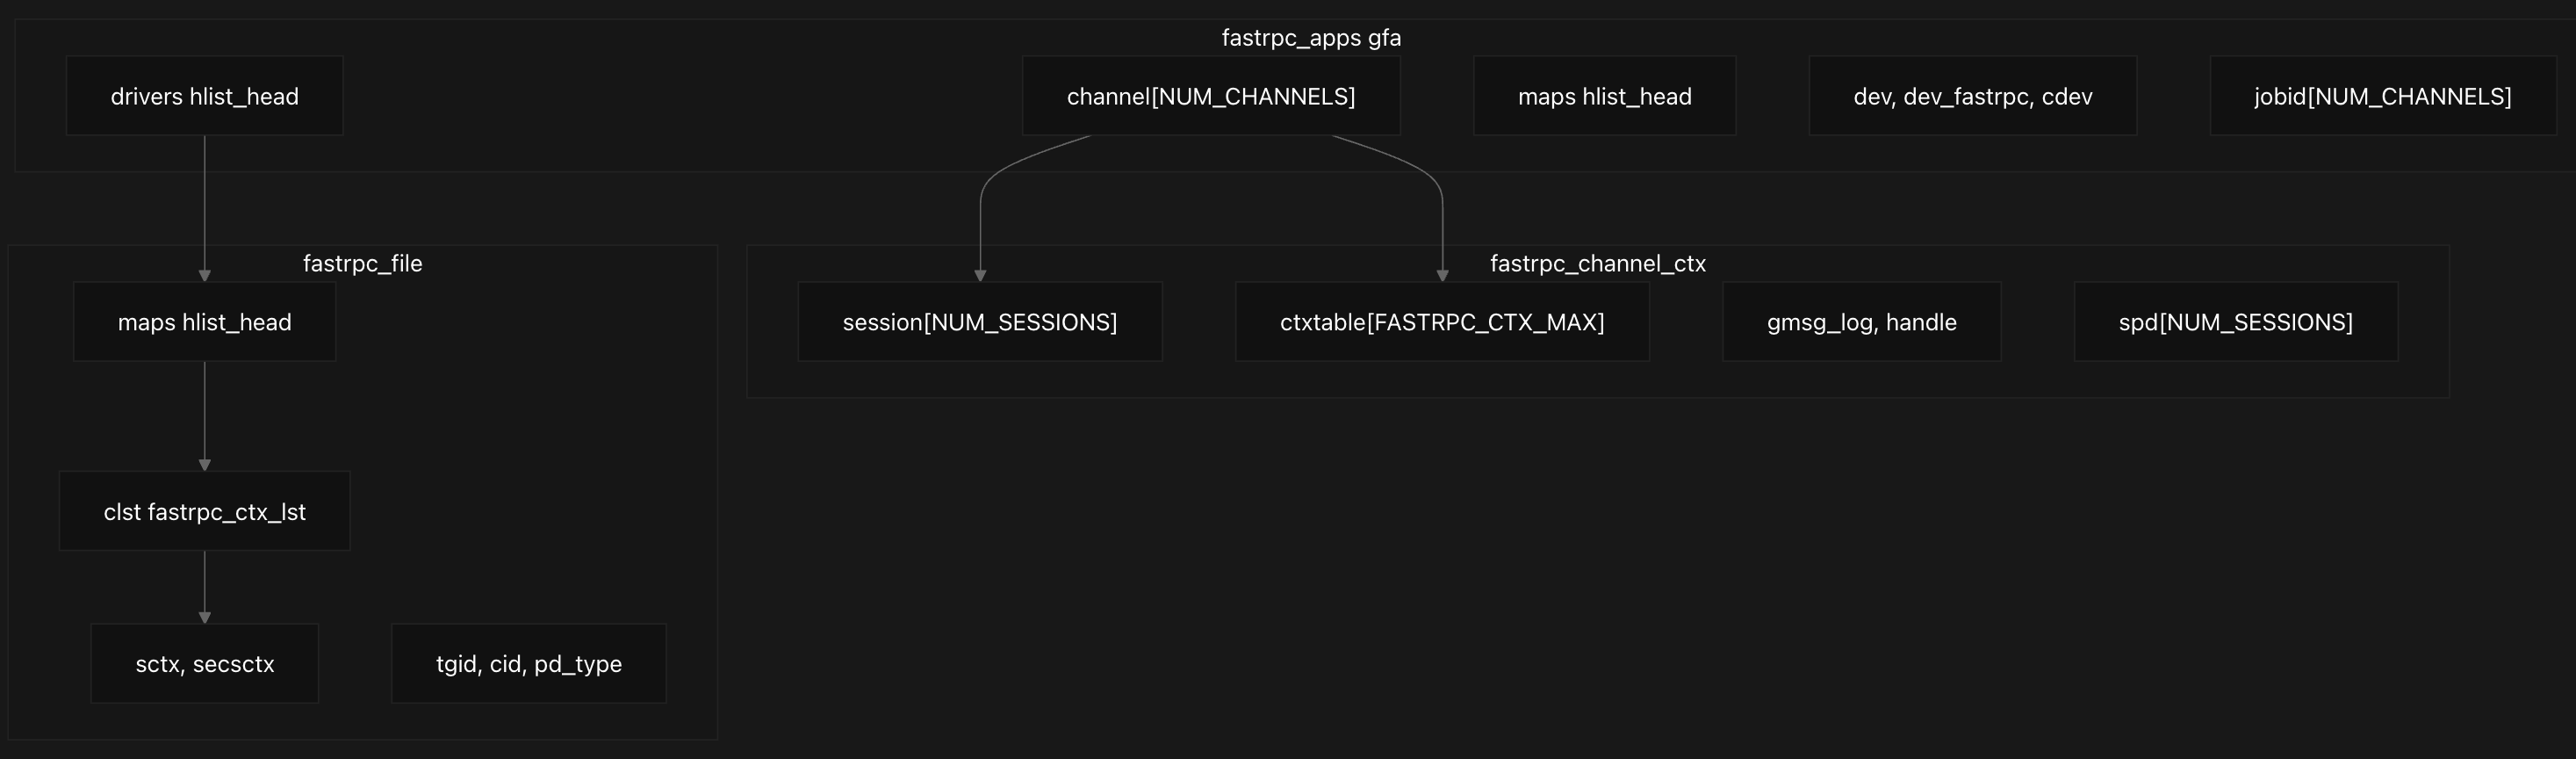 fastrpc_apps gfa
drivers hlist_head
channel[NUM_CHANNELS]
maps hlist_head
dev, dev_fastrpc, cdev
jobid[NUM_CHANNELS]
fastrpc_file
maps hlist_head
clst fastrpc_ctx_lst
sctx, secsctx
tgid, cid, pd_type
fastrpc_channel_ctx
session[NUM_SESSIONS]
ctxtable[FASTRPC_CTX_MAX]
gmsg_log, handle
spd[NUM_SESSIONS]